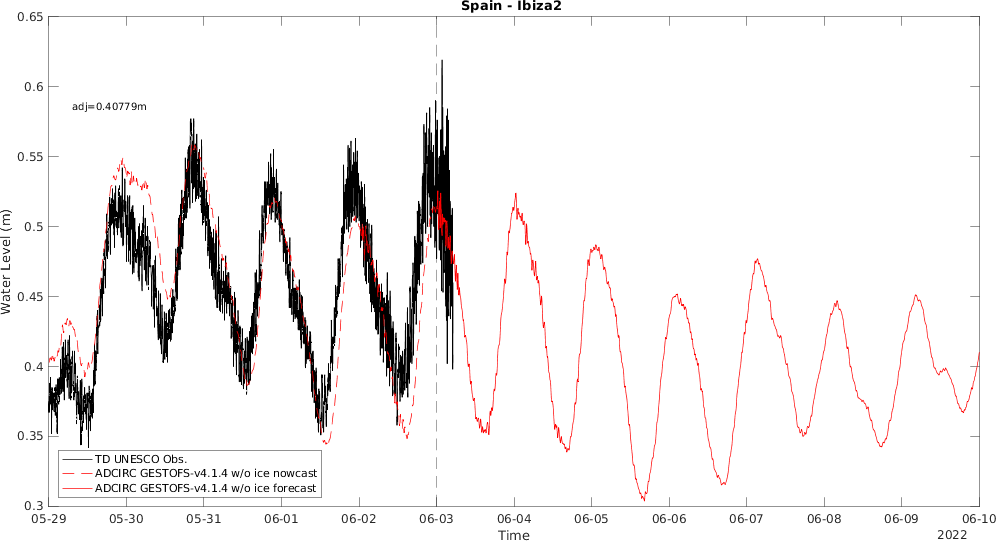 Spain - Ibiza2
0.65
0.6
0.55
0.5
0.45
0.4
0.35
0.3
Water Level (m)
adj=0.40779m
TD UNESCO Obs.
ADCIRC GESTOFS-v4.1.4 w/o ice nowcast
ADCIRC GESTOFS-v4.1.4 w/o ice forecast
05-29 05-30 05-31 06-01 06-02 06-03 06-04 06-05 06-06 06-07 06-08 06-09 06-10
Time
2022